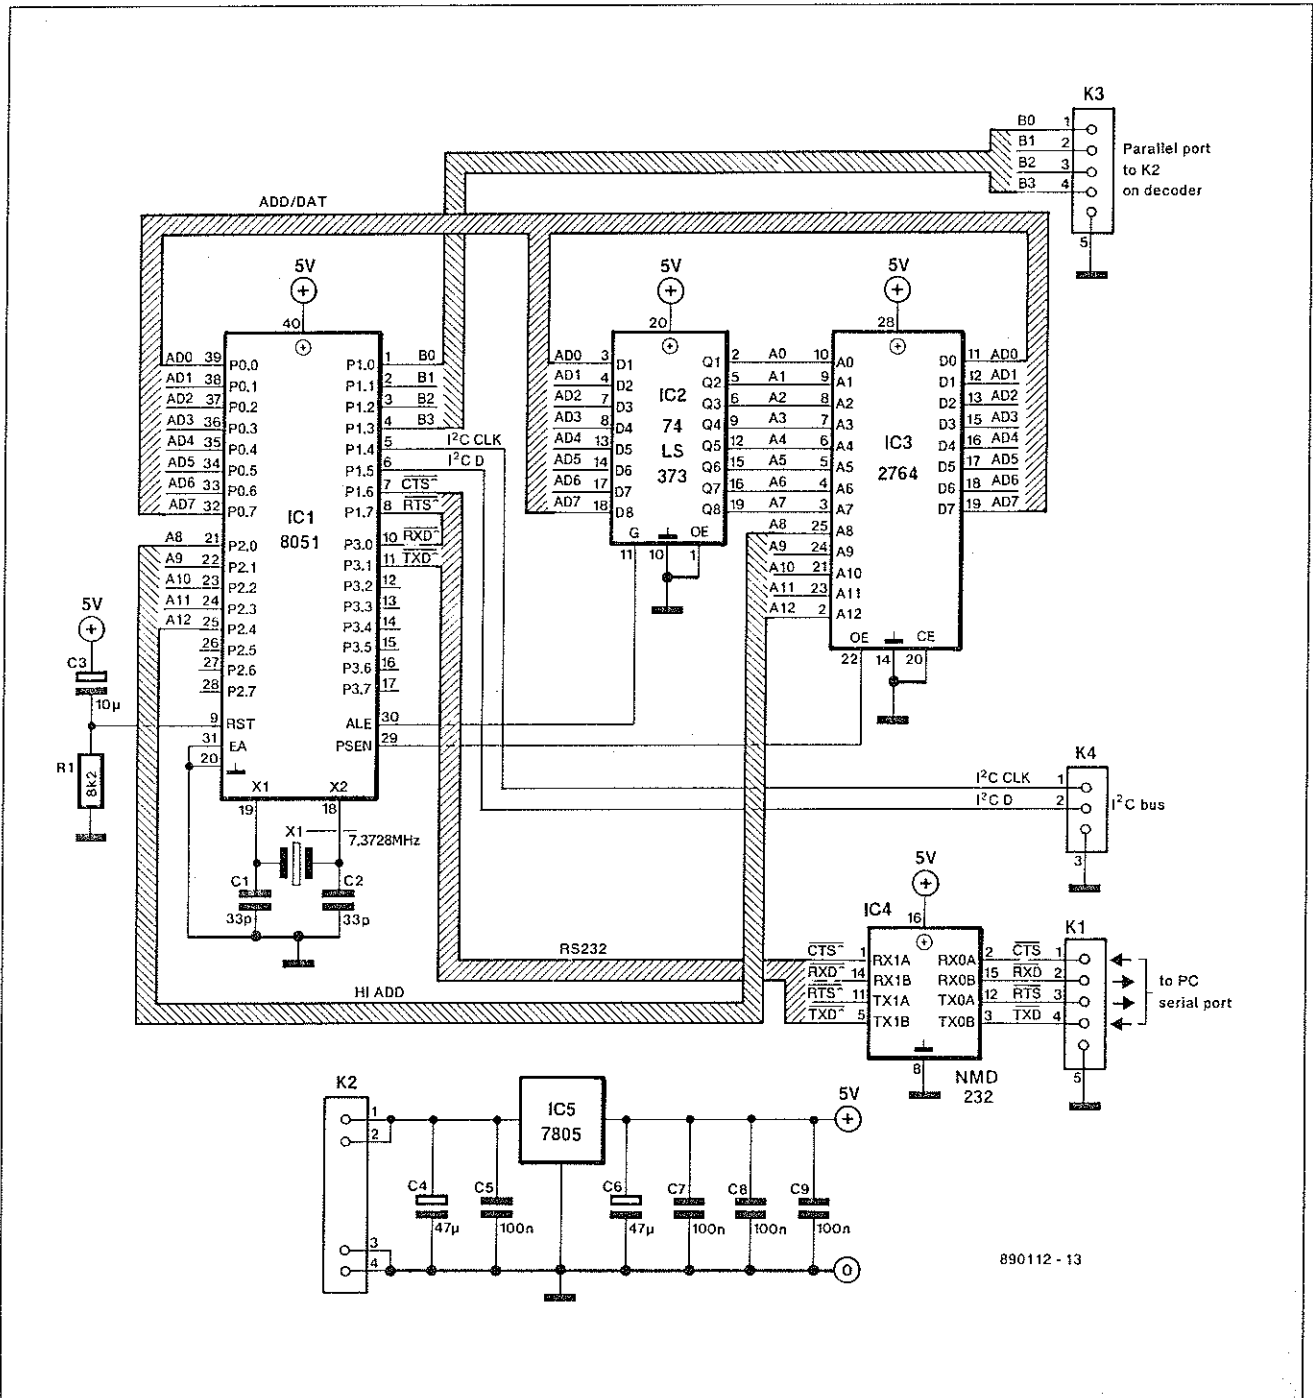 K3
B0 1
B1 2
B2 3
B3 4
5
Parallel port
to K2
on decoder
ADD/DAT
5V
40
AD0 39 P0.0
AD1 38 P0.1
AD2 37 P0.2
AD3 36 P0.3
AD4 35 P0.4
AD5 34 P0.5
AD6 33 P0.6
AD7 32 P0.7
A8 21 P2.0
A9 22 P2.1
A10 23 P2.2
A11 24 P2.3
A12 25 P2.4
26 P2.5
27 P2.6
28 P2.7
9 RST
31 EA
20
IC1
8051
P1.0 1 B0
P1.1 2 B1
P1.2 3 B2
P1.3 4 B3
P1.4 5 I²C CLK
P1.5 6 I²C D
P1.6 7 CTS^
P1.7 8 RTS^
P3.0 10 RXD^
P3.1 11 TXD^
P3.2 12
P3.3 13
P3.4 14
P3.5 15
P3.6 16
P3.7 17
ALE 30
PSEN 29
X1 X2
19 18
X1
7.3728MHz
C1
33p
C2
33p
5V
C3
10µ
R1
8k2
5V
20
AD0 3 D1
AD1 4 D2
AD2 7 D3
AD3 8 D4
AD4 13 D5
AD5 14 D6
AD6 17 D7
AD7 18 D8
IC2
74
LS
373
Q1 2 A0
Q2 5 A1
Q3 6 A2
Q4 9 A3
Q5 12 A4
Q6 15 A5
Q7 16 A6
Q8 19 A7
G OE
11 10 1
5V
28
10 A0
9 A1
8 A2
7 A3
6 A4
5 A5
4 A6
3 A7
A8 25 A8
A9 24 A9
A10 21 A10
A11 23 A11
A12 2 A12
IC3
2764
D0 11 AD0
D1 12 AD1
D2 13 AD2
D3 15 AD3
D4 16 AD4
D5 17 AD5
D6 18 AD6
D7 19 AD7
OE CE
22 14 20
K4
I²C CLK 1
I²C D 2
3
I²C bus
RS232
HI ADD
5V
IC4
16
CTS^ 1 RX1A
RXD^ 14 RX1B
RTS^ 11 TX1A
TXD^ 5 TX1B
RX0A 2 CTS 1
RX0B 15 RXD 2
TX0A 12 RTS 3
TX0B 3 TXD 4
8
NMD
232
K1
5
to PC
serial port
K2
1
2
3
4
IC5
7805
5V
C4
47µ
C5
100n
C6
47µ
C7
100n
C8
100n
C9
100n
0
890112 - 13